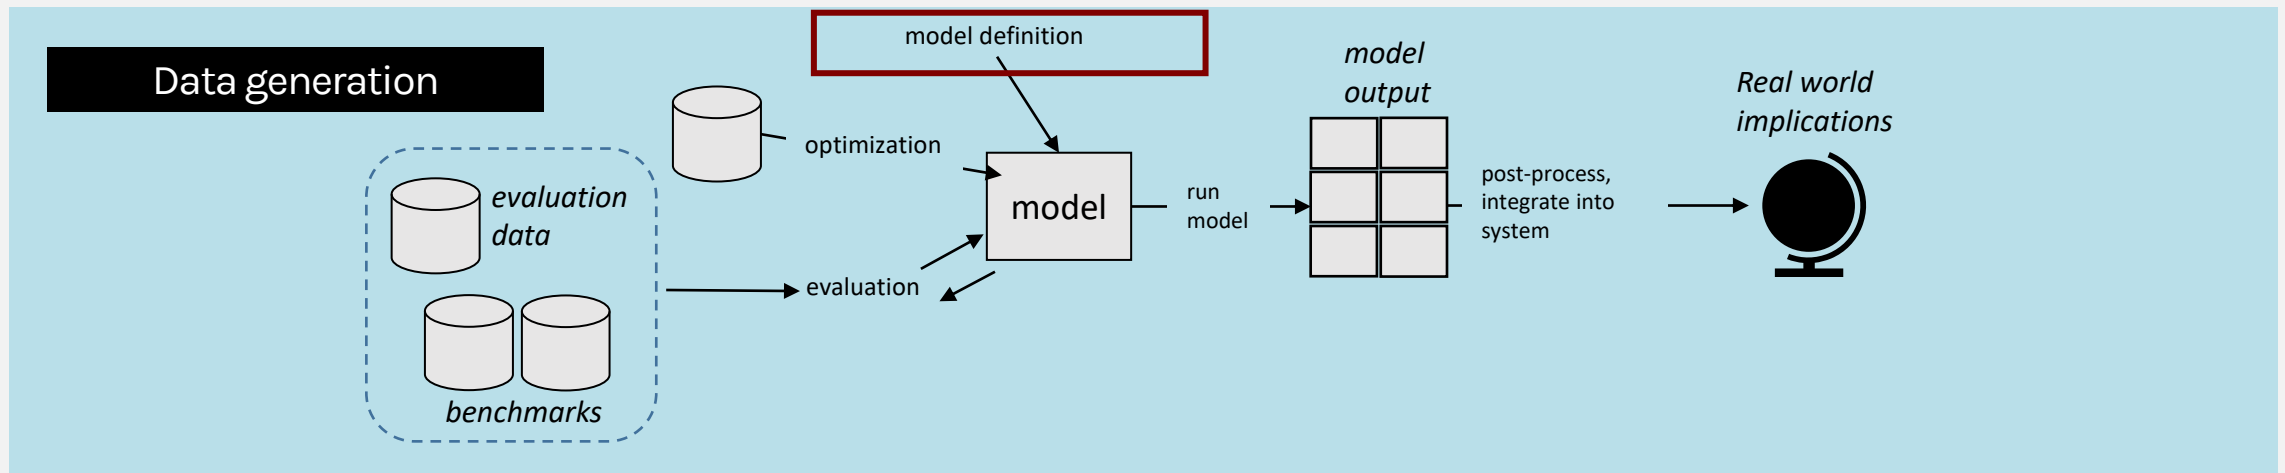 Data generation
model definition
optimization
evaluation
data
benchmarks
evaluation
model
run
model
model
output
post-process,
integrate into
system
Real world
implications